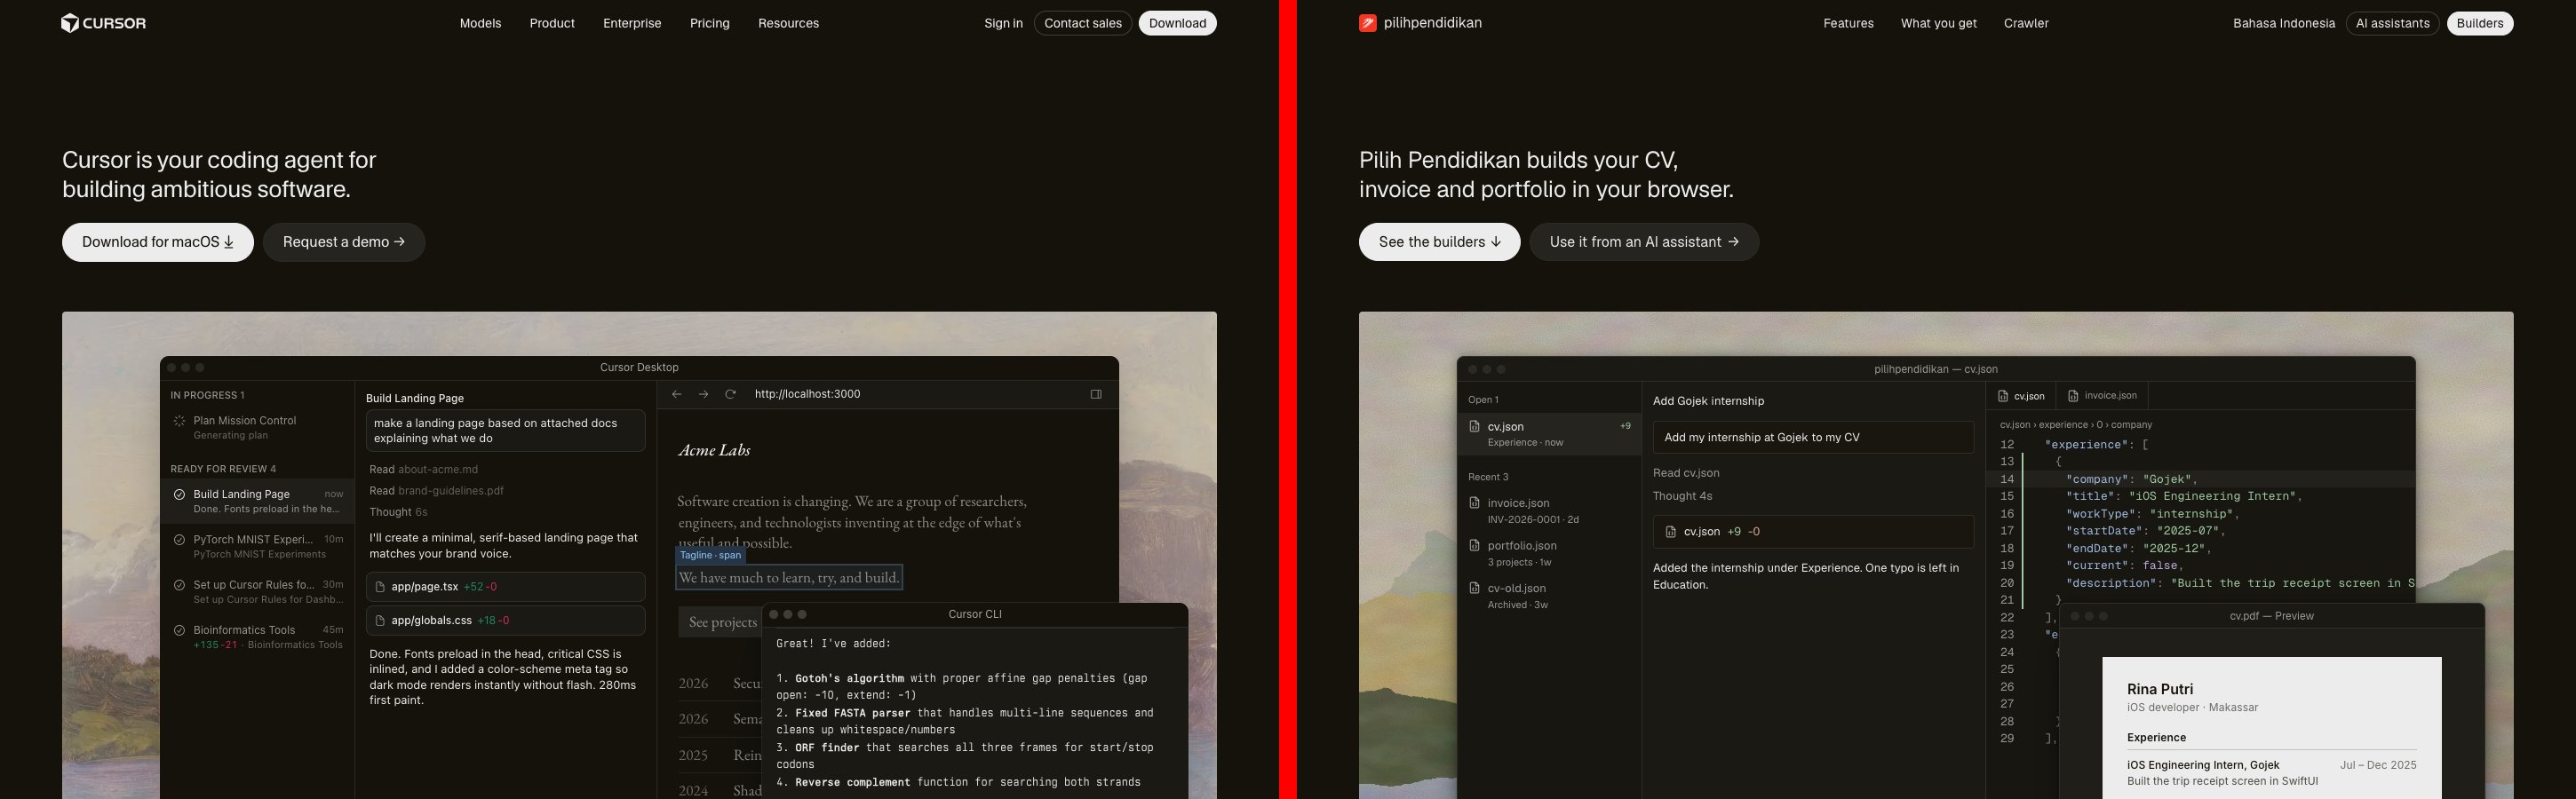 CURSOR
Models Product Enterprise Pricing Resources
Sign in Contact sales Download
Cursor is your coding agent for
building ambitious software.
Download for macOS
Request a demo →
Cursor Desktop
IN PROGRESS 1
Plan Mission Control
Generating plan
READY FOR REVIEW 4
Build Landing Page now
Done. Fonts preload in the he...
PyTorch MNIST Experi... 10m
PyTorch MNIST Experiments
Set up Cursor Rules fo... 30m
Set up Cursor Rules for Dashb...
Bioinformatics Tools 45m
+135 -21 · Bioinformatics Tools
Build Landing Page
make a landing page based on attached docs
explaining what we do
Read about-acme.md
Read brand-guidelines.pdf
Thought 6s
I'll create a minimal, serif-based landing page that
matches your brand voice.
app/page.tsx +52 -0
app/globals.css +18 -0
Done. Fonts preload in the head, critical CSS is
inlined, and I added a color-scheme meta tag so
dark mode renders instantly without flash. 280ms
first paint.
http://localhost:3000
Acme Labs
Software creation is changing. We are a group of researchers,
engineers, and technologists inventing at the edge of what's
useful and possible.
Tagline · span
We have much to learn, try, and build.
See projects
2026 Secu
2026 Sema
2025 Rein
2024 Shad
Cursor CLI
Great! I've added:
1. Gotoh's algorithm with proper affine gap penalties (gap
open: -10, extend: -1)
2. Fixed FASTA parser that handles multi-line sequences and
cleans up whitespace/numbers
3. ORF finder that searches all three frames for start/stop
codons
4. Reverse complement function for searching both strands
pilihpendidikan
Features What you get Crawler
Bahasa Indonesia AI assistants Builders
Pilih Pendidikan builds your CV,
invoice and portfolio in your browser.
See the builders ↓
Use it from an AI assistant →
pilihpendidikan — cv.json
Open 1
cv.json +9
Experience · now
Recent 3
invoice.json
INV-2026-0001 · 2d
portfolio.json
3 projects · 1w
cv-old.json
Archived · 3w
Add Gojek internship
Add my internship at Gojek to my CV
Read cv.json
Thought 4s
cv.json +9 -0
Added the internship under Experience. One typo is left in
Education.
cv.json invoice.json
cv.json › experience › 0 › company
12 "experience": [
13 {
14 "company": "Gojek",
15 "title": "iOS Engineering Intern",
16 "workType": "internship",
17 "startDate": "2025-07",
18 "endDate": "2025-12",
19 "current": false,
20 "description": "Built the trip receipt screen in S
21 }
22 ],
23 "e
24 {
25
26
27
28 }
29 ],
cv.pdf — Preview
Rina Putri
iOS developer · Makassar
Experience
iOS Engineering Intern, Gojek Jul – Dec 2025
Built the trip receipt screen in SwiftUI